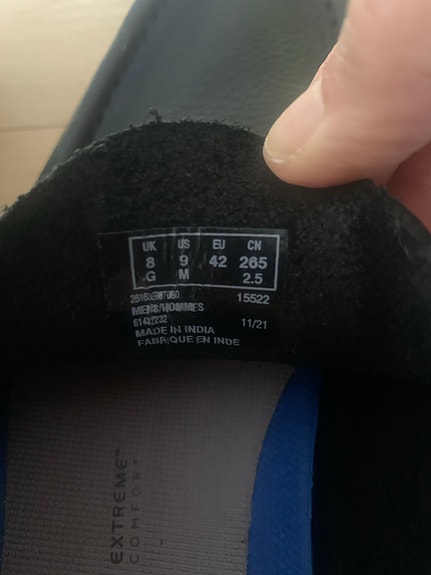 UK US EU CN
8 9 42 265
G M 2.5
15522
MENS/HOMMES
11/21
MADE IN INDIA
FABRIQUE EN INDE
EXTREME™
COMFORT